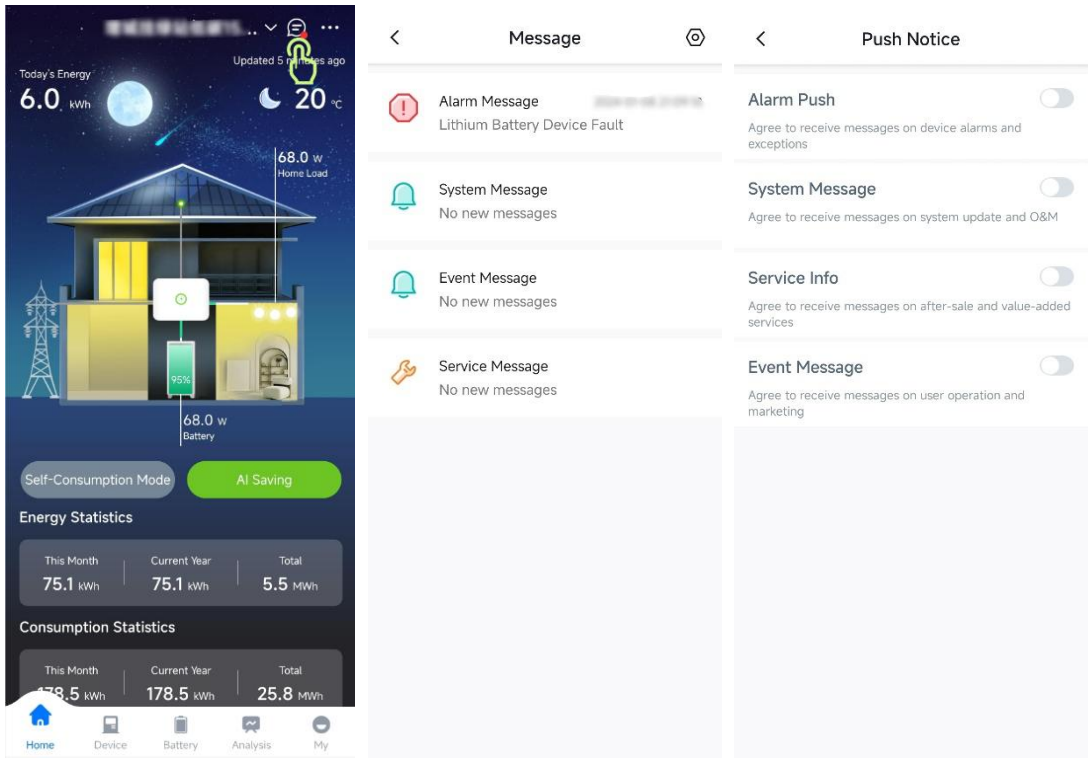 Updated 5 minutes ago
Today's Energy
6.0 kWh
20 °C
68.0 W
Home Load
95%
68.0 W
Battery
Self-Consumption Mode
AI Saving
Energy Statistics
This Month Current Year Total
75.1 kWh 75.1 kWh 5.5 MWh
Consumption Statistics
This Month Current Year Total
178.5 kWh 178.5 kWh 25.8 MWh
Home Device Battery Analysis My
Message
Alarm Message
Lithium Battery Device Fault
System Message
No new messages
Event Message
No new messages
Service Message
No new messages
Push Notice
Alarm Push
Agree to receive messages on device alarms and
exceptions
System Message
Agree to receive messages on system update and O&M
Service Info
Agree to receive messages on after-sale and value-added
services
Event Message
Agree to receive messages on user operation and
marketing